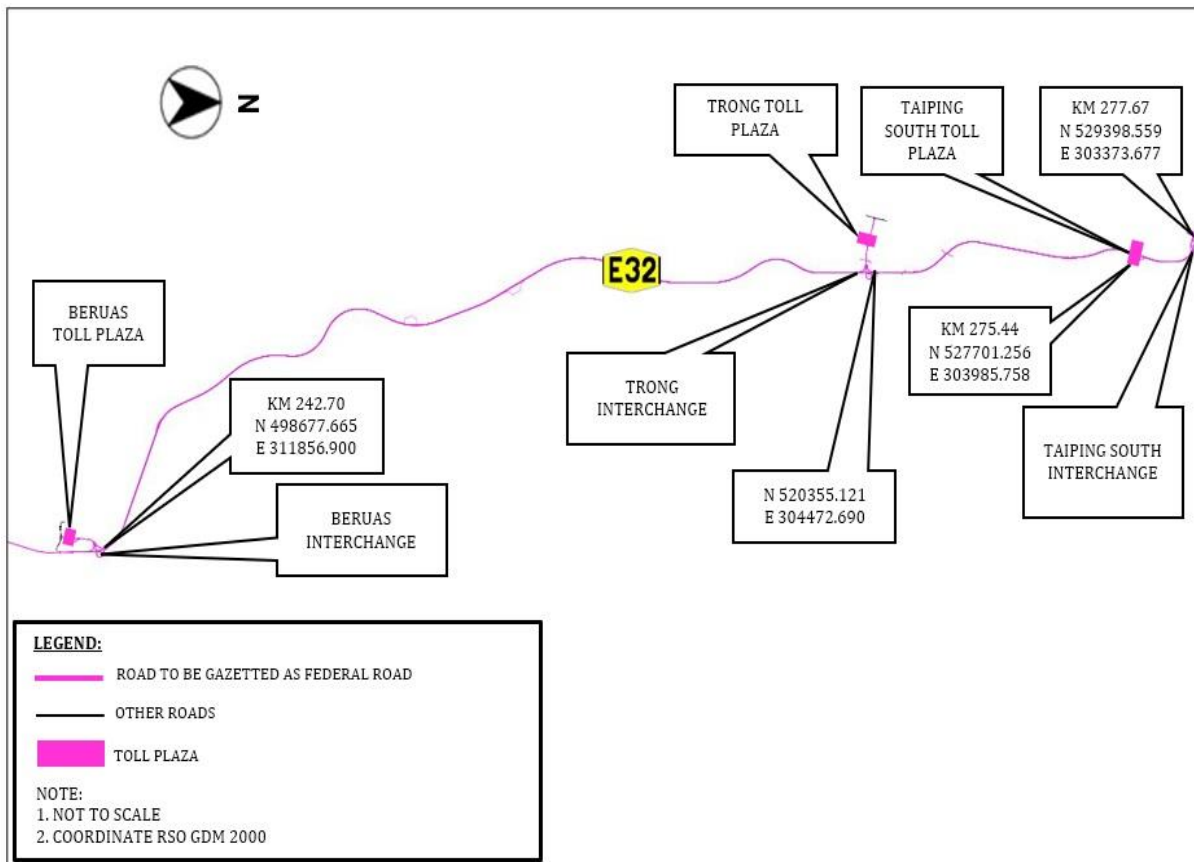 N
TRONG TOLL
PLAZA
TAIPING
SOUTH TOLL
PLAZA
KM 277.67
N 529398.559
E 303373.677
E32
BERUAS
TOLL PLAZA
KM 242.70
N 498677.665
E 311856.900
TRONG
INTERCHANGE
KM 275.44
N 527701.256
E 303985.758
TAIPING SOUTH
INTERCHANGE
N 520355.121
E 304472.690
BERUAS
INTERCHANGE
LEGEND:
ROAD TO BE GAZETTED AS FEDERAL ROAD
OTHER ROADS
TOLL PLAZA
NOTE:
1. NOT TO SCALE
2. COORDINATE RSO GDM 2000